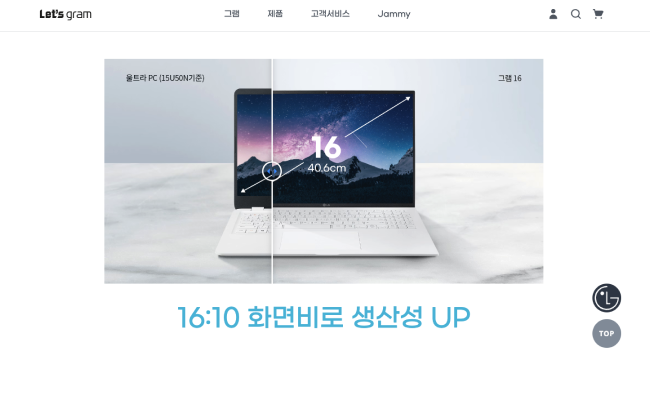 Let's gram
그램 제품 고객서비스 Jammy
울트라 PC (15U50N기준)
그램 16
16
40.6cm
16:10 화면비로 생산성 UP
TOP